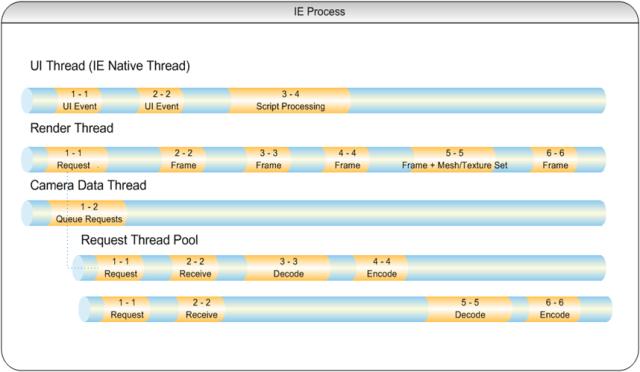 IE Process
UI Thread (IE Native Thread)
1 - 1 2 - 2 3 - 4
UI Event UI Event Script Processing
Render Thread
1 - 1 2 - 2 3 - 3 4 - 4 5 - 5 6 - 6
Request Frame Frame Frame Frame + Mesh/Texture Set Frame
Camera Data Thread
1 - 2
Queue Requests
Request Thread Pool
1 - 1 2 - 2 3 - 3 4 - 4
Request Receive Decode Encode
1 - 1 2 - 2 5 - 5 6 - 6
Request Receive Decode Encode